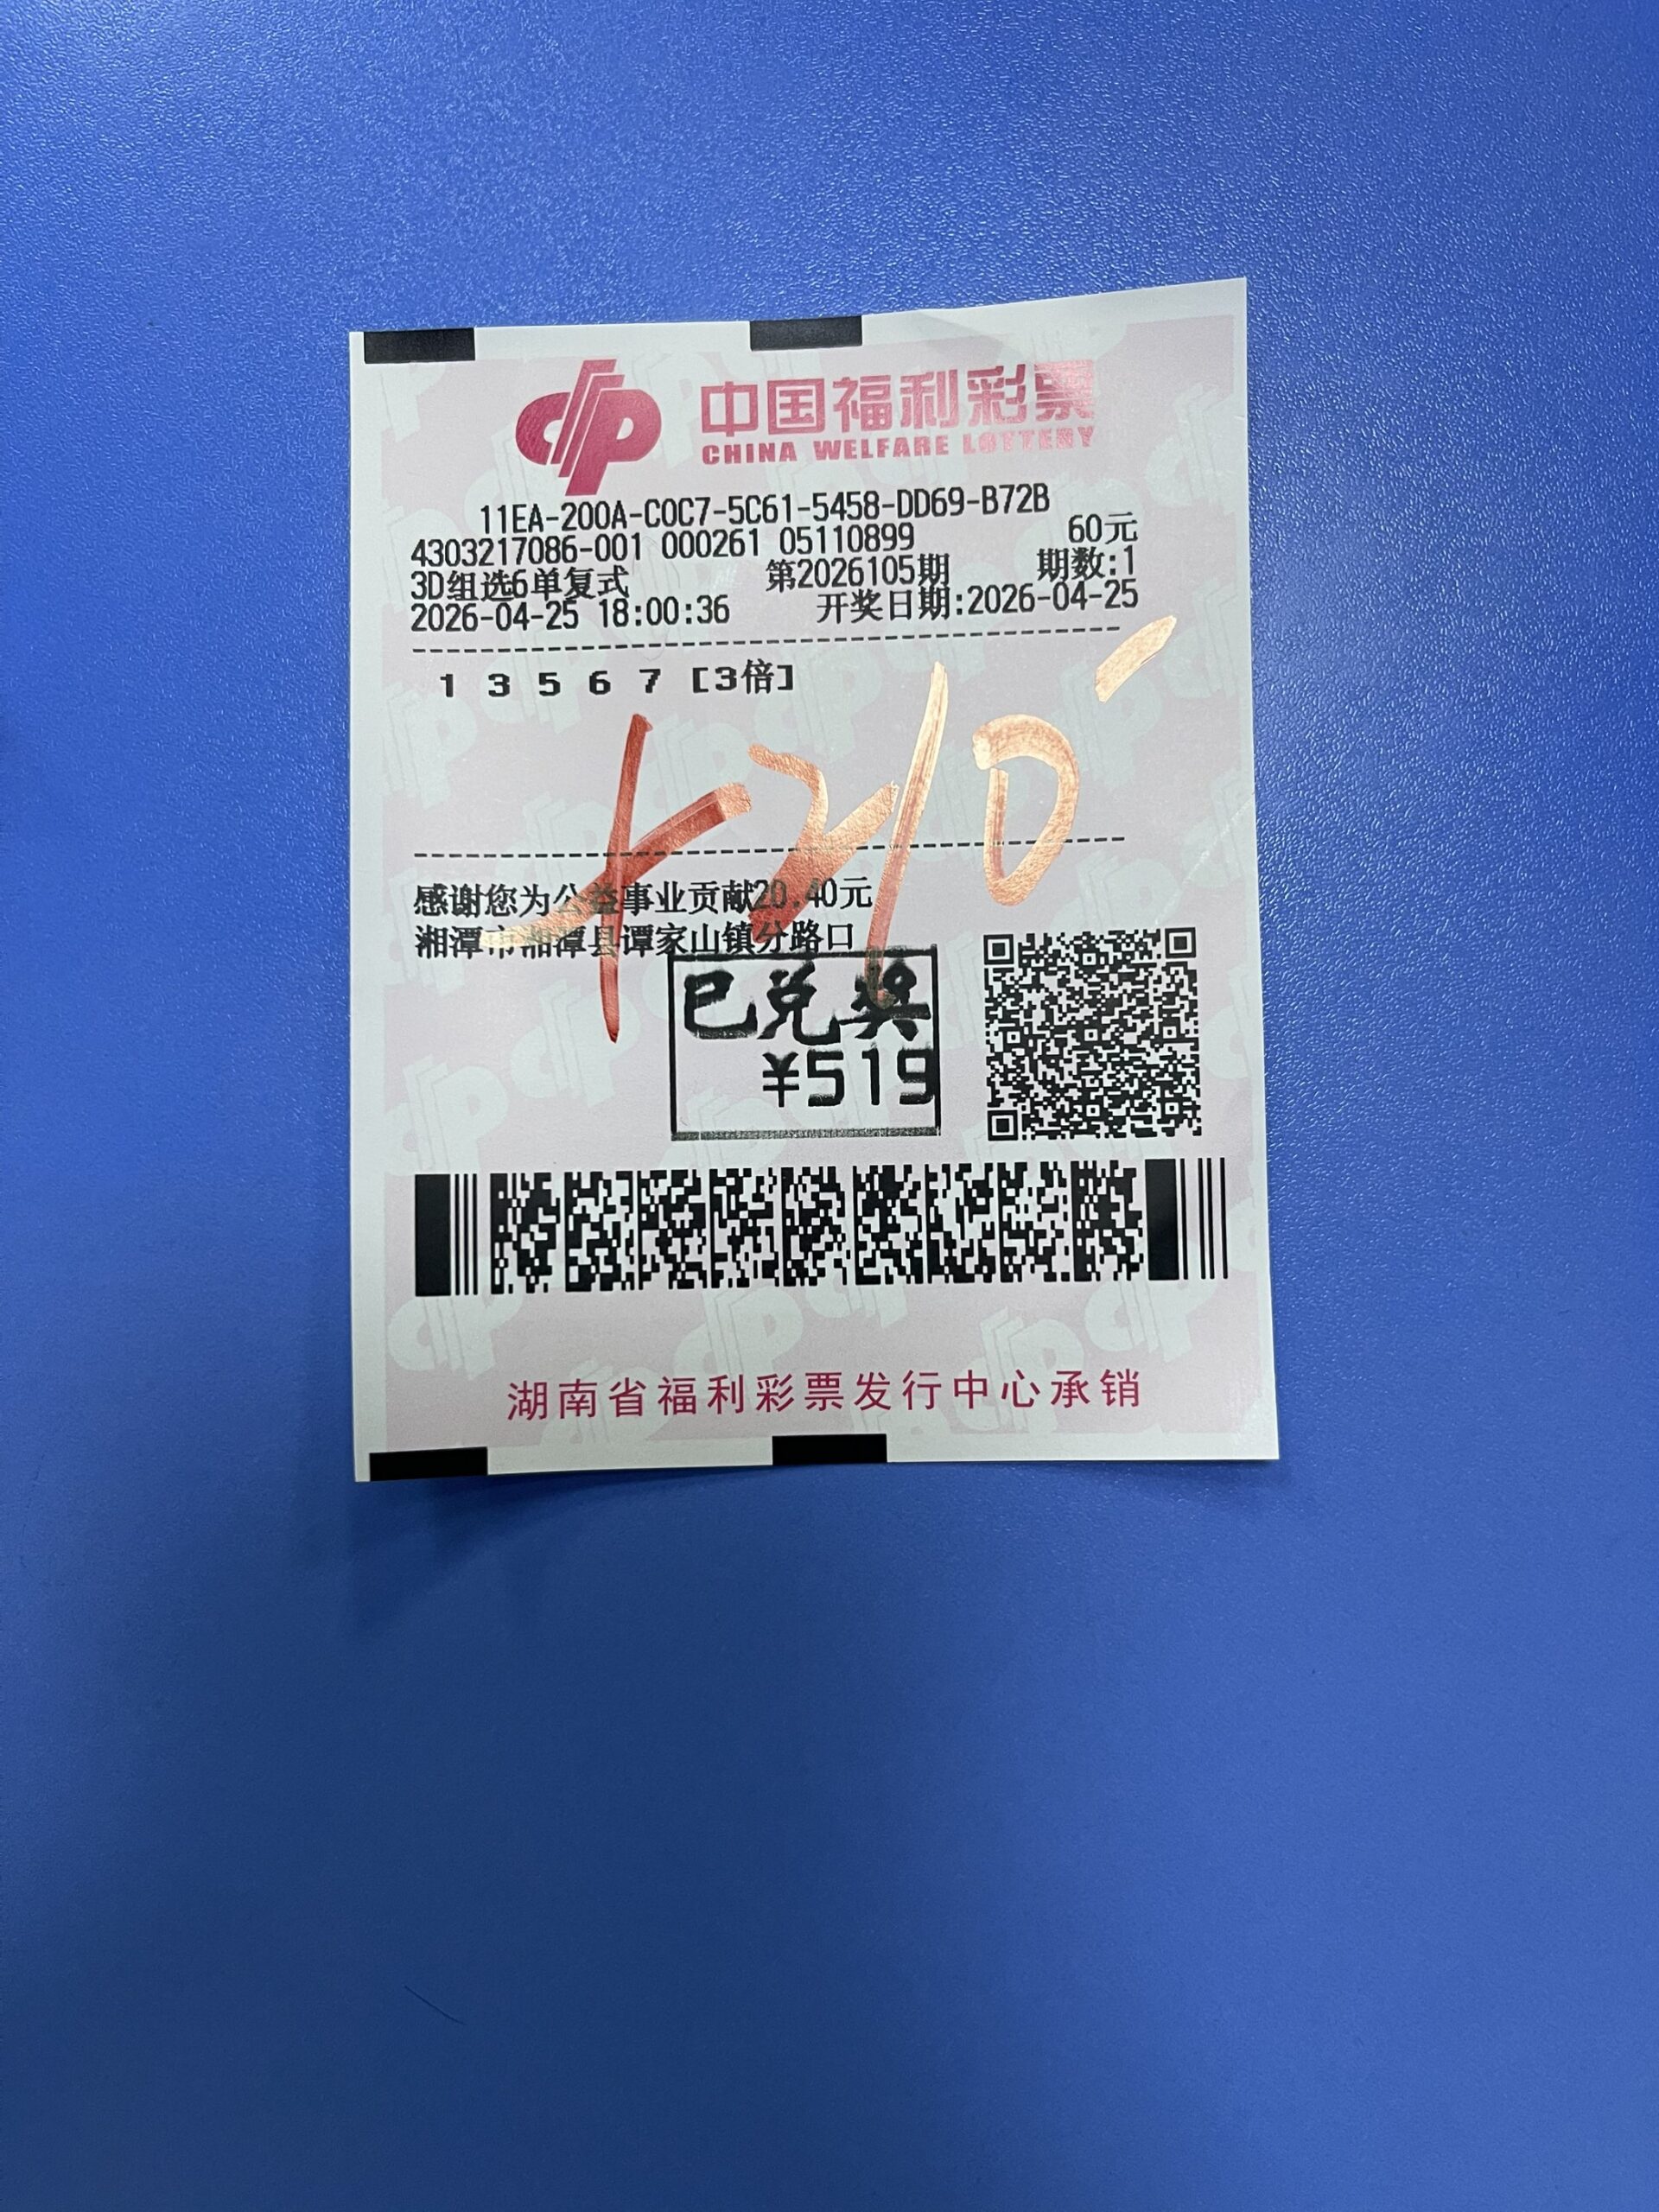 中国福利彩票
CHINA WELFARE LOTTERY
11EA-200A-C0C7-5C61-5458-DD69-B72B
4303217086-001 000261 05110899 60元
3D组选6单复式 第2026105期 期数:1
2026-04-25 18:00:36 开奖日期:2026-04-25
1 3 5 6 7 [3倍]
感谢您为公益事业贡献20.40元
湘潭市湘潭县谭家山镇分路口
已兑奖
¥519
湖南省福利彩票发行中心承销